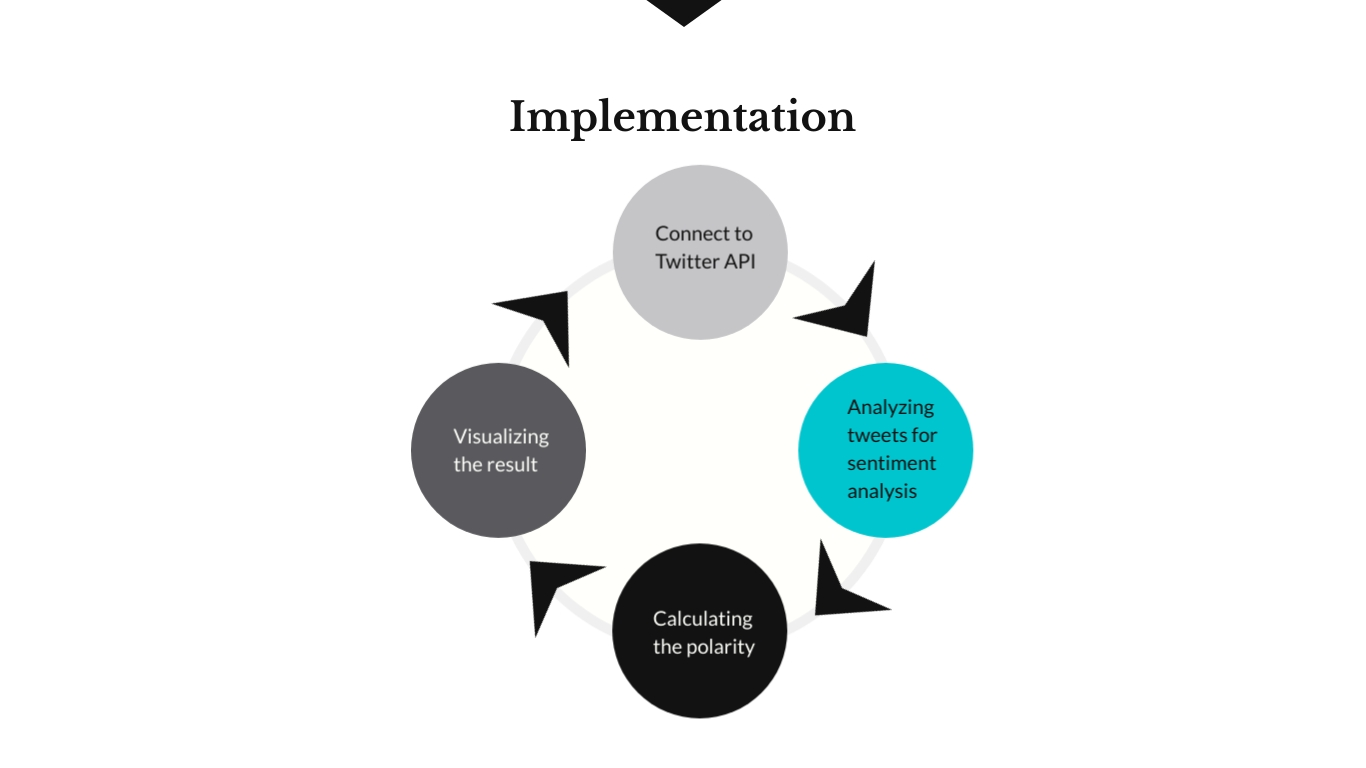 Implementation
Connect to
Twitter API
Analyzing
tweets for
sentiment
analysis
Calculating
the polarity
Visualizing
the result